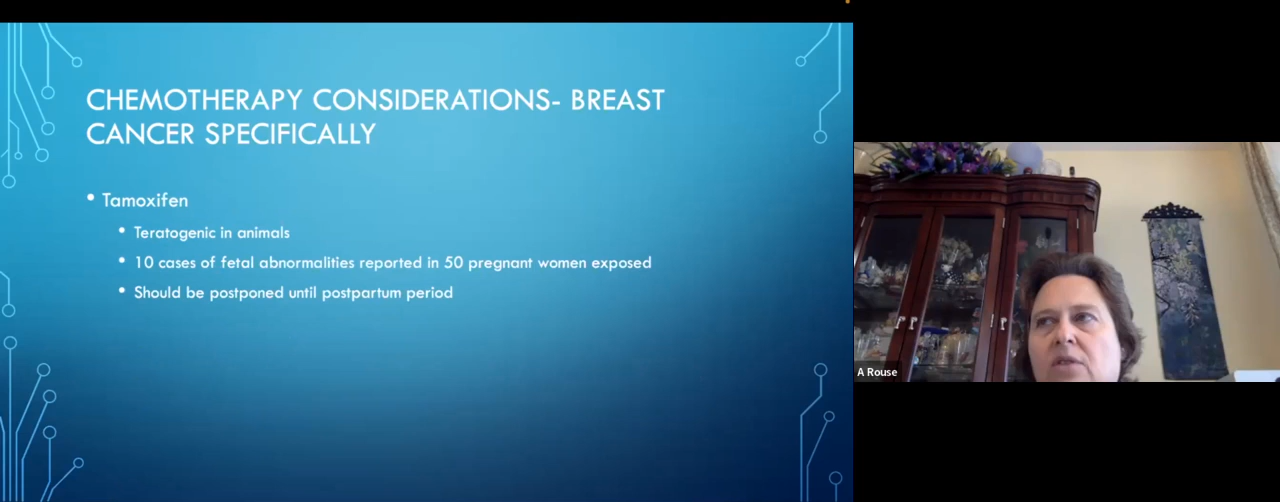 CHEMOTHERAPY CONSIDERATIONS- BREAST
CANCER SPECIFICALLY
• Tamoxifen
• Teratogenic in animals
• 10 cases of fetal abnormalities reported in 50 pregnant women exposed
• Should be postponed until postpartum period
A Rouse